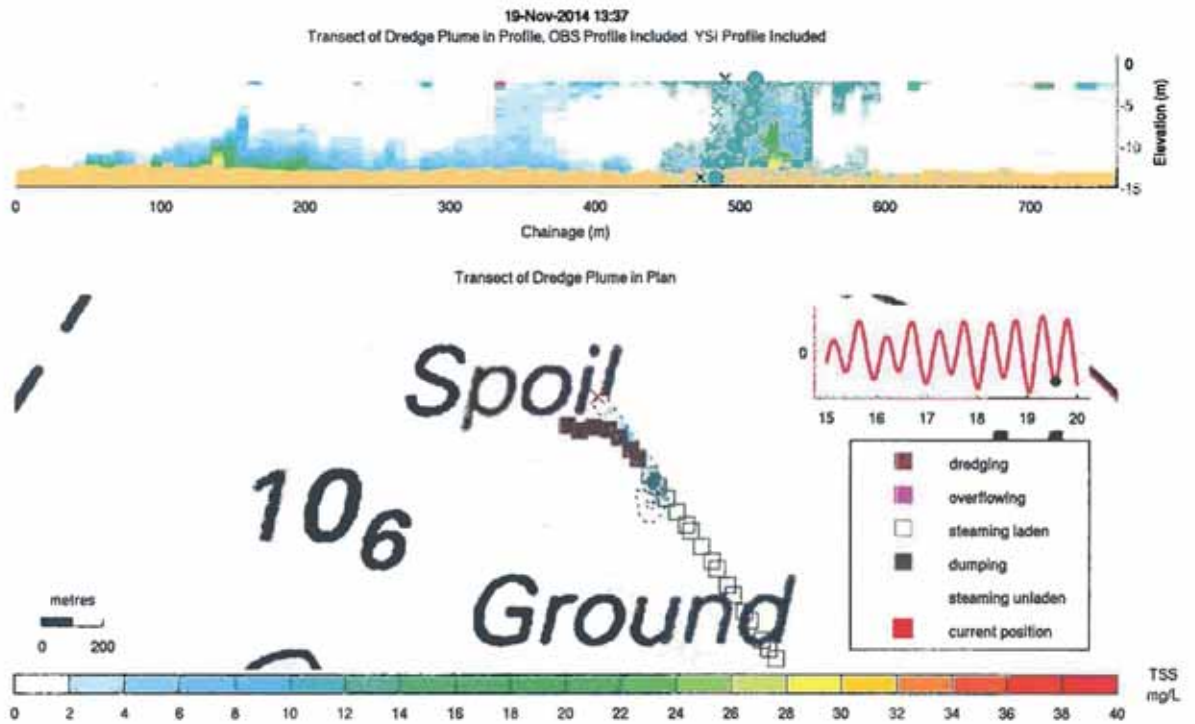 19-Nov-2014 13:37
Transect of Dredge Plume in Profile, OBS Profile Included. YSI Profile Included
0
-5
-10
-15
Elevation (m)
0 100 200 300 400 500 600 700
Chainage (m)
Transect of Dredge Plume in Plan
Spoil
10 6
Ground
0
15 16 17 18 19 20
dredging
overflowing
steaming laden
dumping
steaming unladen
current position
metres
0 200
TSS
mg/L
0 2 4 6 8 10 12 14 16 18 20 22 24 26 28 30 32 34 36 38 40